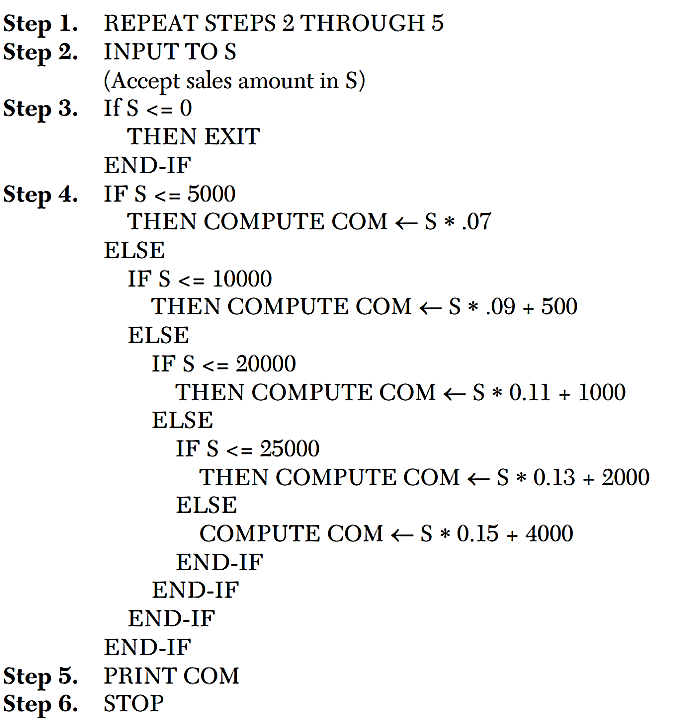 Step 1. REPEAT STEPS 2 THROUGH 5
Step 2. INPUT TO S
(Accept sales amount in S)
Step 3. If S <= 0
THEN EXIT
END-IF
Step 4. IF S <= 5000
THEN COMPUTE COM ← S * .07
ELSE
IF S <= 10000
THEN COMPUTE COM ← S * .09 + 500
ELSE
IF S <= 20000
THEN COMPUTE COM ← S * 0.11 + 1000
ELSE
IF S <= 25000
THEN COMPUTE COM ← S * 0.13 + 2000
ELSE
COMPUTE COM ← S * 0.15 + 4000
END-IF
END-IF
END-IF
END-IF
Step 5. PRINT COM
Step 6. STOP